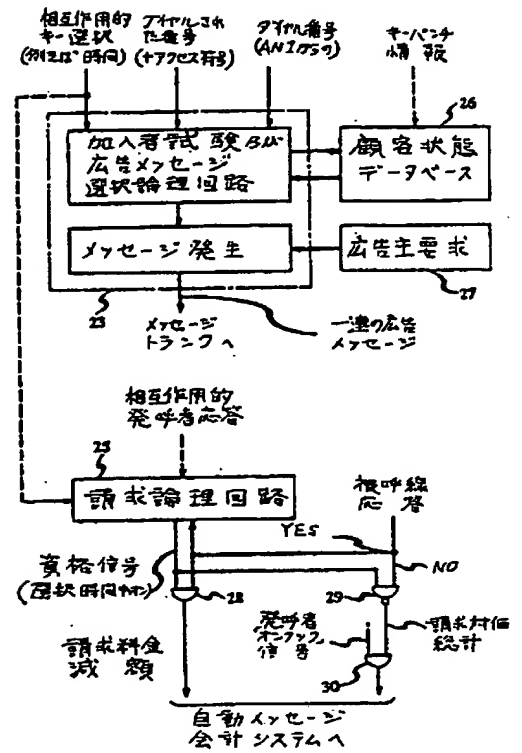 相互作用的
キー選択
(例えば時間)
ダイヤルされ
た番号
(+アクセス符号)
ダイヤル番号
(ANIからの)
キーパンチ
情報
26
加入者試験及び
広告メッセージ
選択論理回路
顧客状態
データベース
メッセージ発生
広告主要求
23
27
メッセージ
トランクへ
一連の広告
メッセージ
相互作用的
発呼者応答
25
請求論理回路
被呼線
応答
YES
NO
資格信号
28
29
発呼者
オンフック
信号
請求対価
総計
請求料金
減額
30
自動メッセージ
会計システムへ